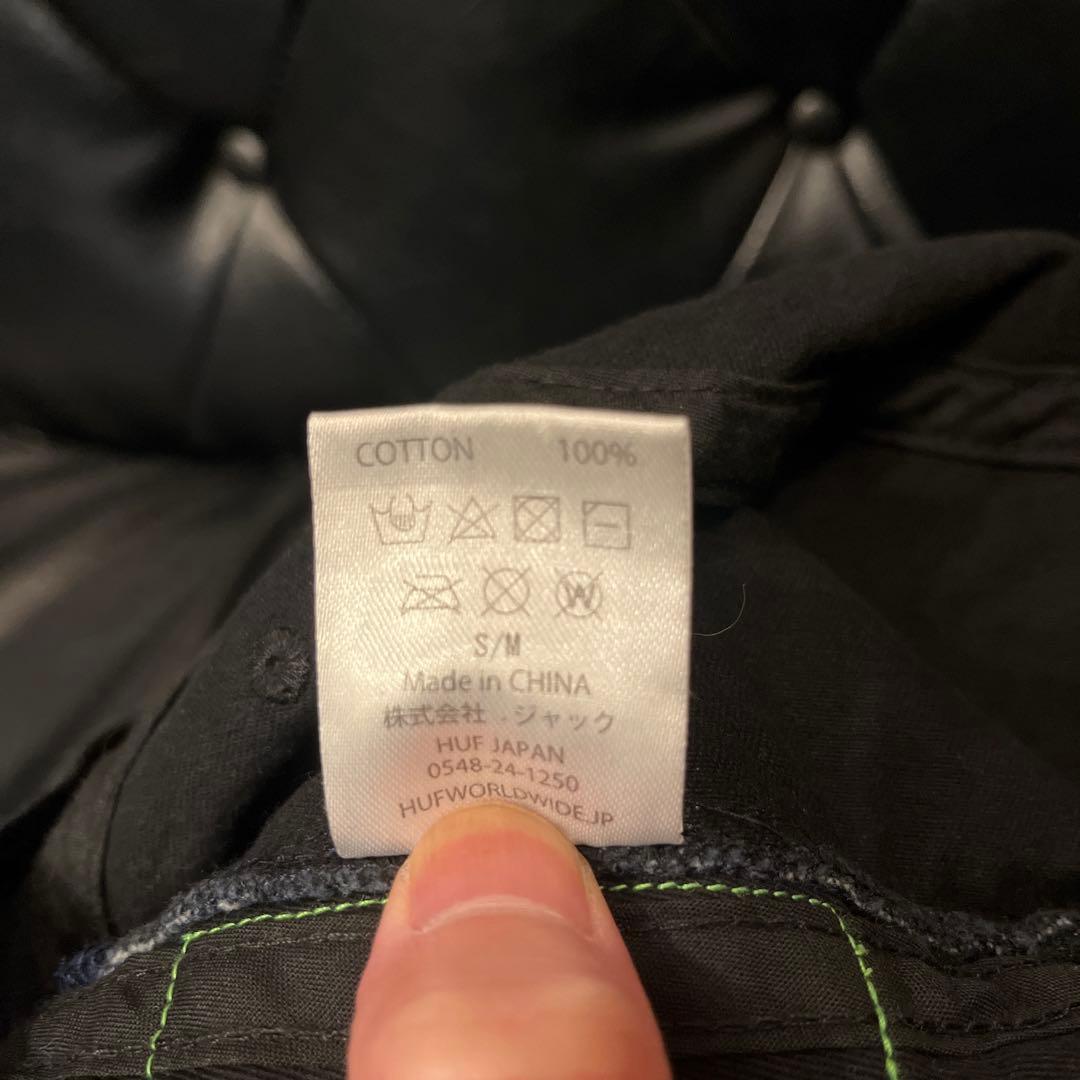 COTTON 100%
W
S/M
Made in CHINA
株式会社 .ジャック
HUF JAPAN
0548-24-1250
HUFWORLDWIDE.JP